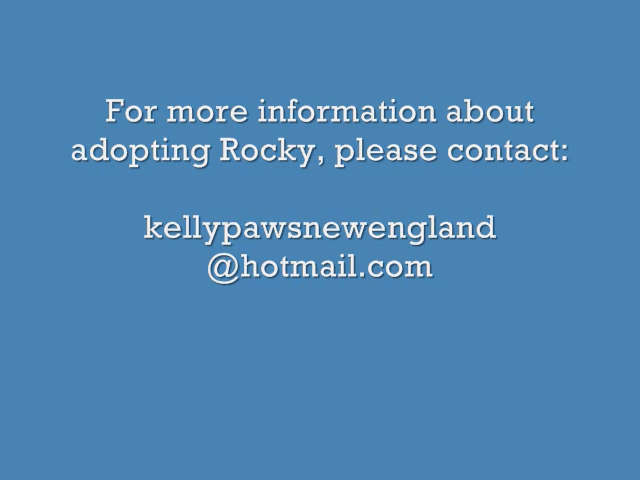 For more information about
adopting Rocky, please contact:
kellypawsnewengland
@hotmail.com